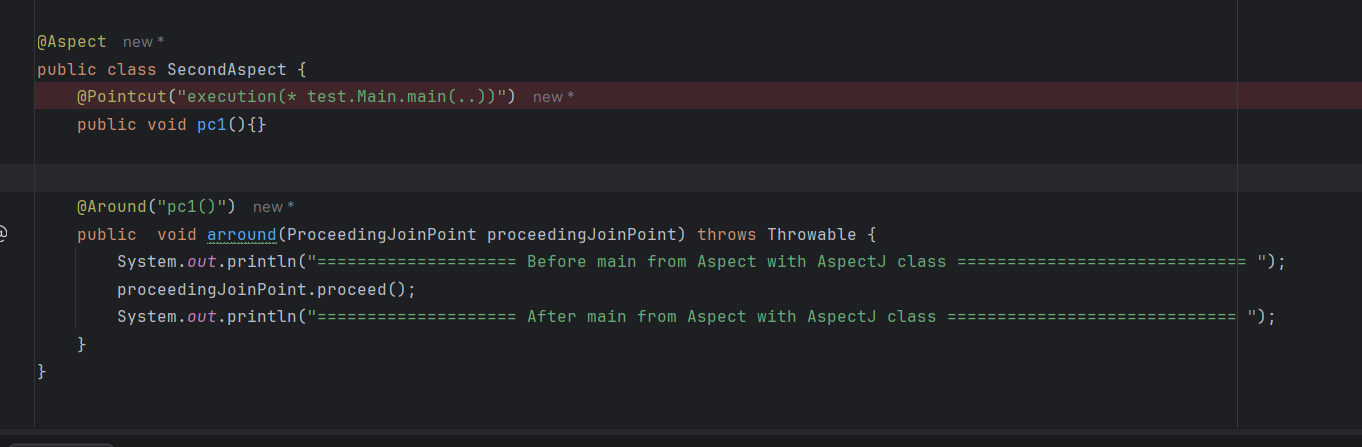 @Aspect new *
public class SecondAspect {
@Pointcut("execution(* test.Main.main(..))") new *
public void pc1(){}
@Around("pc1()") new *
public  void arround(ProceedingJoinPoint proceedingJoinPoint) throws Throwable {
System.out.println("==================== Before main from Aspect with AspectJ class ============================= ");
proceedingJoinPoint.proceed();
System.out.println("==================== After main from Aspect with AspectJ class ============================= ");
}
}